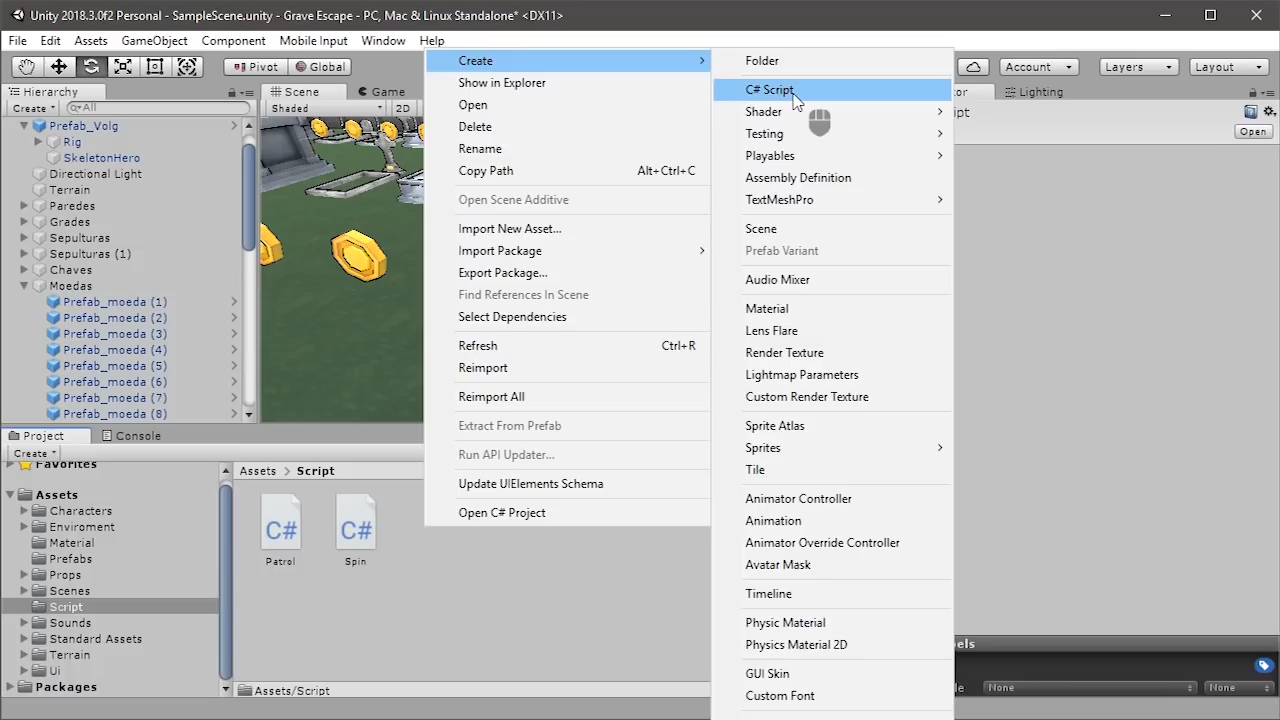 Unity 2018.3.0f2 Personal - SampleScene.unity - Grave Escape - PC, Mac & Linux Standalone* <DX11>
File Edit Assets GameObject Component Mobile Input Window Help
Pivot Global Account Layers Layout
Hierarchy
Create All
Prefab_Volg
Rig
SkeletonHero
Directional Light
Terrain
Paredes
Grades
Sepulturas
Sepulturas (1)
Chaves
Moedas
Prefab_moeda (1)
Prefab_moeda (2)
Prefab_moeda (3)
Prefab_moeda (4)
Prefab_moeda (5)
Prefab_moeda (6)
Prefab_moeda (7)
Prefab_moeda (8)
Scene Game
Shaded 2D
Create
Show in Explorer
Open
Delete
Rename
Copy Path Alt+Ctrl+C
Open Scene Additive
Import New Asset...
Import Package
Export Package...
Find References In Scene
Select Dependencies
Refresh Ctrl+R
Reimport
Reimport All
Extract From Prefab
Run API Updater...
Update UIElements Schema
Open C# Project
Folder
C# Script
Shader
Testing
Playables
Assembly Definition
TextMeshPro
Scene
Prefab Variant
Audio Mixer
Material
Lens Flare
Render Texture
Lightmap Parameters
Custom Render Texture
Sprite Atlas
Sprites
Tile
Animator Controller
Animation
Animator Override Controller
Avatar Mask
Timeline
Physic Material
Physics Material 2D
GUI Skin
Custom Font
or Lighting
ipt
Open
Project Console
Create
Favorites
Assets
Characters
Enviroment
Material
Prefabs
Props
Scenes
Script
Sounds
Standard Assets
Terrain
Ui
Packages
Assets > Script
C# C#
Patrol Spin
Assets/Script
els
le None None